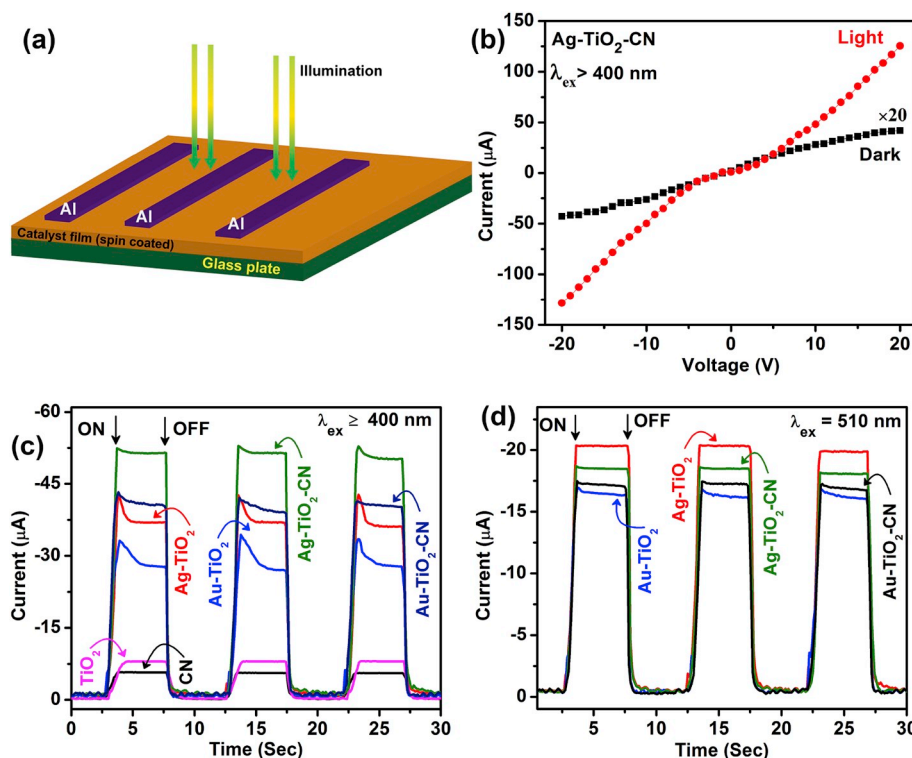 (a)
Illumination
Al
Al
Al
Catalyst film (spin coated)
Glass plate
(b)
Ag-TiO₂-CN
λex> 400 nm
Light
×20
Dark
Current (μA)
150
100
50
0
-50
-100
-150
-20
-10
0
10
20
Voltage (V)
(c)
ON
OFF
λex ≥ 400 nm
Ag-TiO₂
Au-TiO₂
Ag-TiO₂-CN
Au-TiO₂-CN
TiO₂
CN
Current (μA)
-60
-45
-30
-15
0
0
5
10
15
20
25
30
Time (Sec)
(d)
ON
OFF
λex = 510 nm
Au-TiO₂
Ag-TiO₂
Ag-TiO₂-CN
Au-TiO₂-CN
Current (μA)
-20
-15
-10
-5
0
5
10
15
20
25
30
Time (Sec)